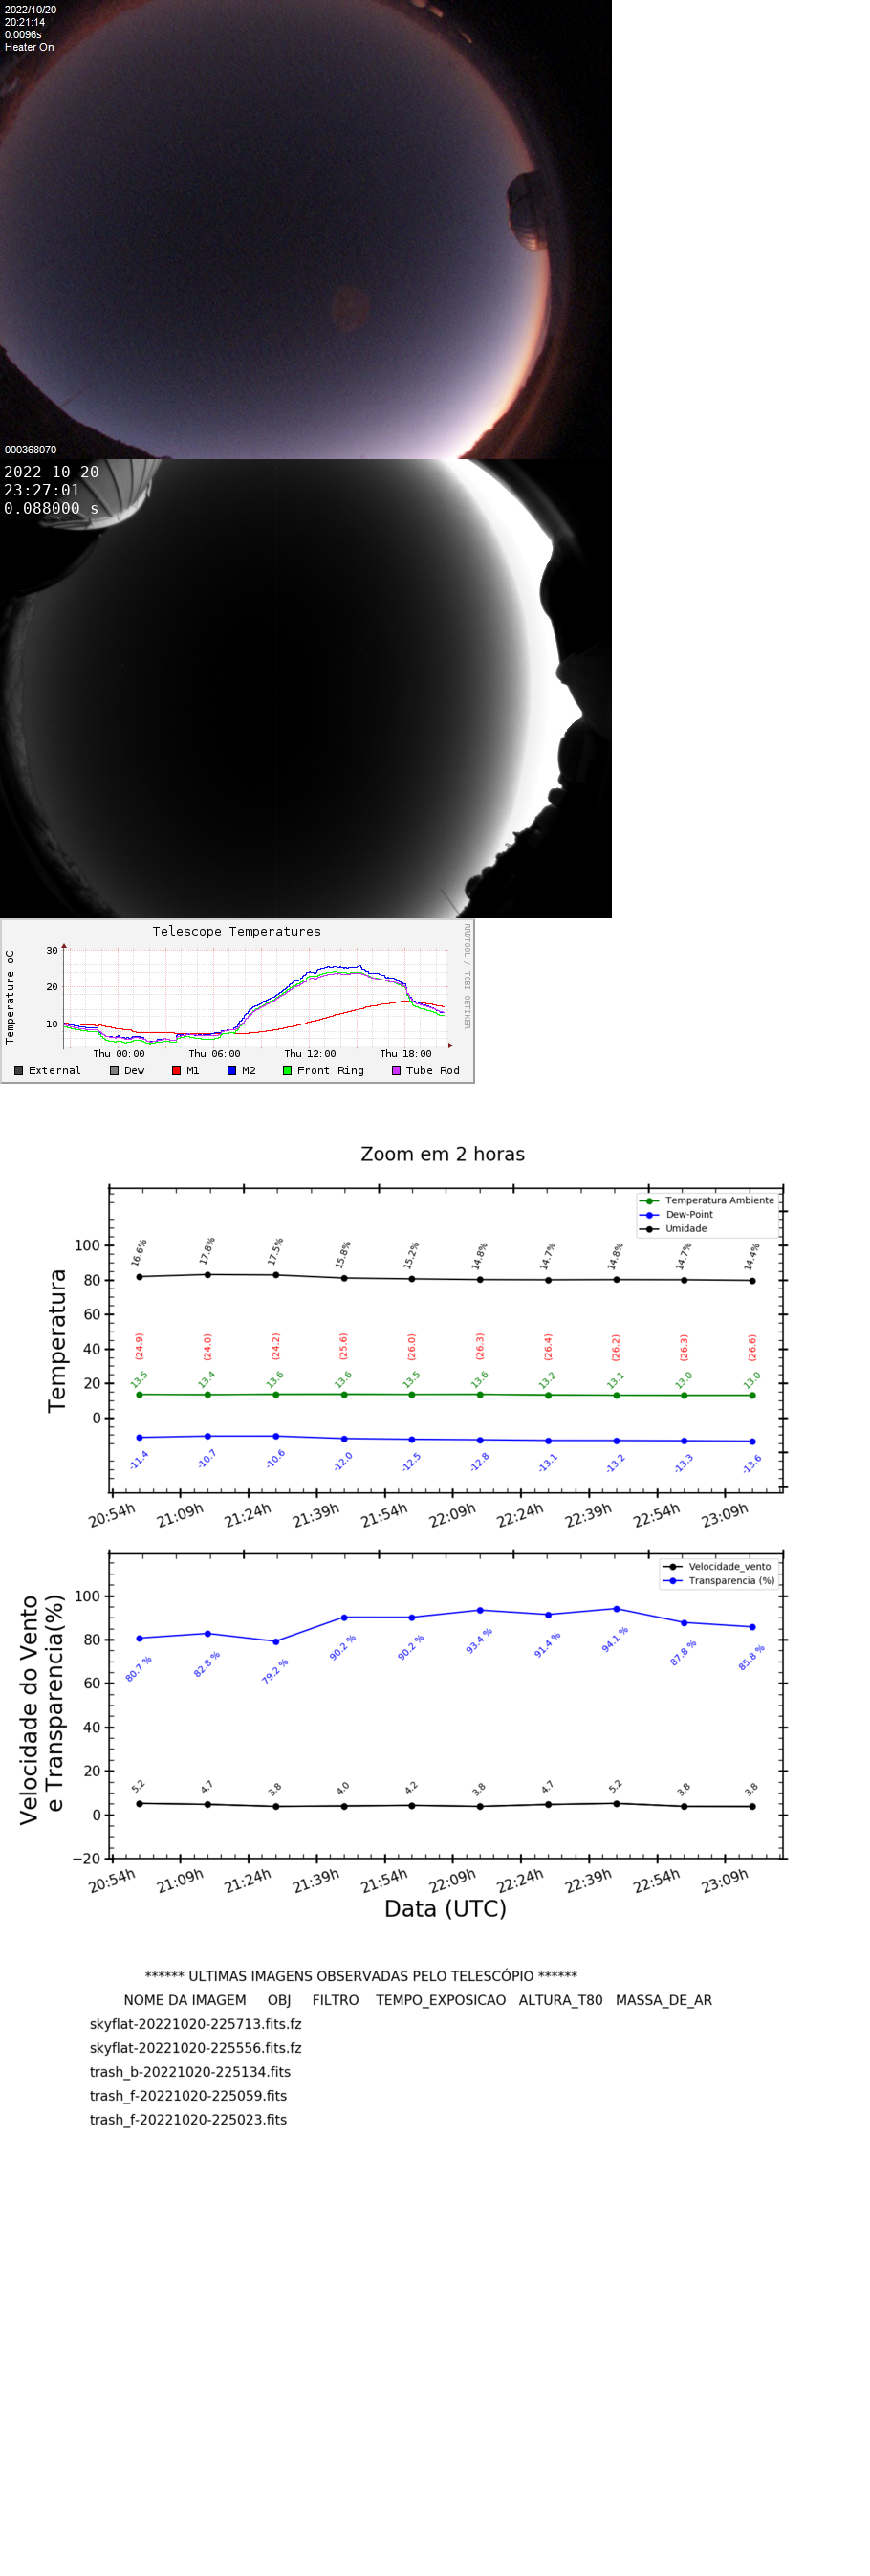 2022/10/20
20:21:14
0.0096s
Heater On
000368070
2022-10-20
23:27:01
0.088000 s
Telescope Temperatures
RRDTOOL / TOBI OETIKER
Temperature oC
30
20
10
Thu 00:00 Thu 06:00 Thu 12:00 Thu 18:00
External Dew M1 M2 Front Ring Tube Rod
Zoom em 2 horas
Temperatura Ambiente
Dew-Point
Umidade
Temperatura
100
80
60
40
20
0
16.6% 17.8% 17.5% 15.8% 15.2% 14.8% 14.7% 14.8% 14.7% 14.4%
(24.9) (24.0) (24.2) (25.6) (26.0) (26.3) (26.4) (26.2) (26.3) (26.6)
13.5 13.4 13.6 13.6 13.5 13.6 13.2 13.1 13.0 13.0
-11.4 -10.7 -10.6 -12.0 -12.5 -12.8 -13.1 -13.2 -13.3 -13.6
20:54h 21:09h 21:24h 21:39h 21:54h 22:09h 22:24h 22:39h 22:54h 23:09h
Velocidade_vento
Transparencia (%)
Velocidade do Vento
e Transparencia(%)
100
80
60
40
20
0
−20
80.7 % 82.8 % 79.2 % 90.2 % 90.2 % 93.4 % 91.4 % 94.1 % 87.8 % 85.8 %
5.2 4.7 3.8 4.0 4.2 3.8 4.7 5.2 3.8 3.8
20:54h 21:09h 21:24h 21:39h 21:54h 22:09h 22:24h 22:39h 22:54h 23:09h
Data (UTC)
****** ULTIMAS IMAGENS OBSERVADAS PELO TELESCÓPIO ******
NOME DA IMAGEM OBJ FILTRO TEMPO_EXPOSICAO ALTURA_T80 MASSA_DE_AR
skyflat-20221020-225713.fits.fz
skyflat-20221020-225556.fits.fz
trash_b-20221020-225134.fits
trash_f-20221020-225059.fits
trash_f-20221020-225023.fits